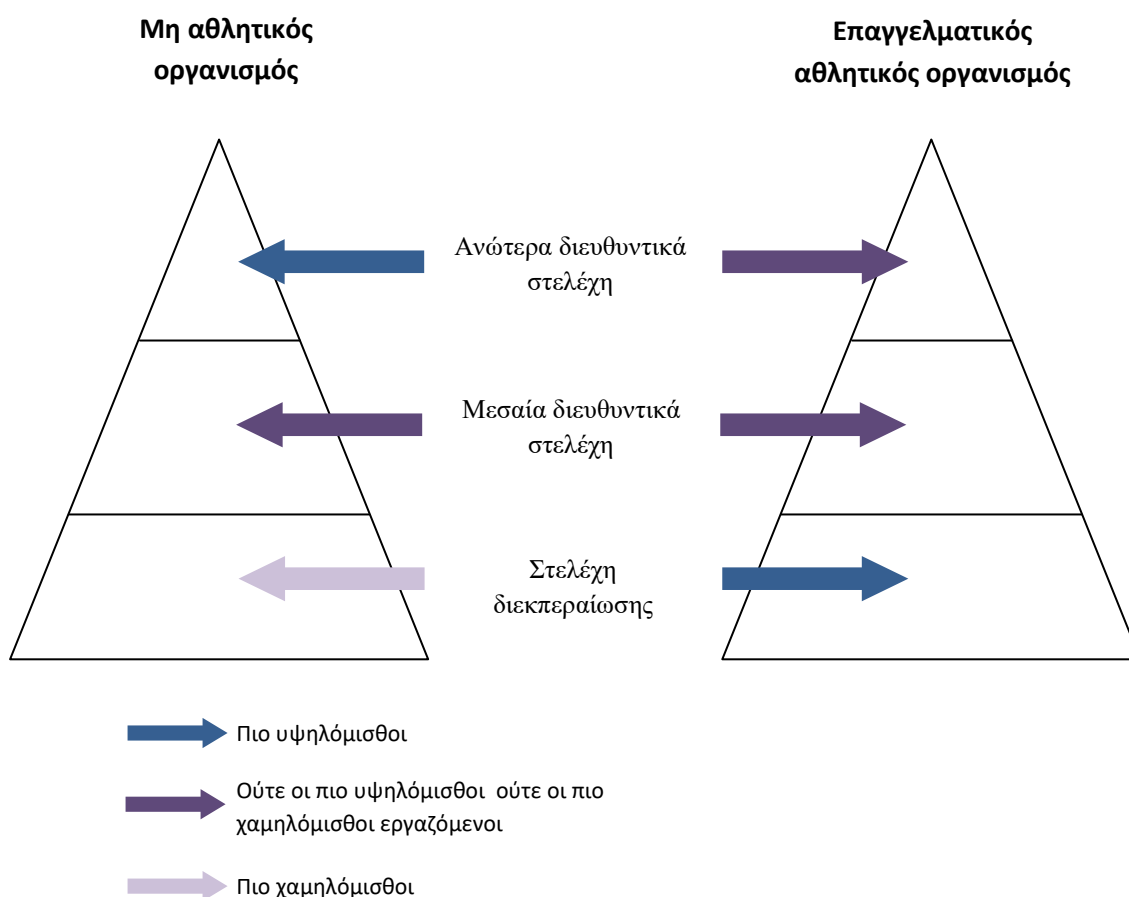 Μη αθλητικός
οργανισμός
Επαγγελματικός
αθλητικός οργανισμός
Ανώτερα διευθυντικά
στελέχη
Μεσαία διευθυντικά
στελέχη
Στελέχη
διεκπεραίωσης
Πιο υψηλόμισθοι
Ούτε οι πιο υψηλόμισθοι ούτε οι πιο
χαμηλόμισθοι εργαζόμενοι
Πιο χαμηλόμισθοι